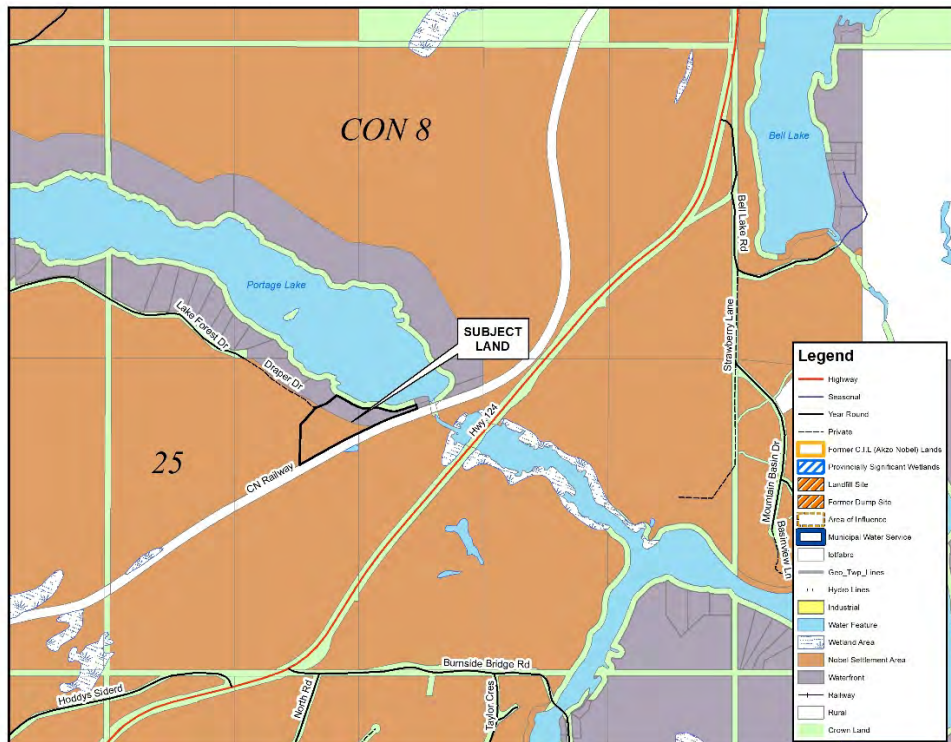 CON 8
Bell Lake
Bell Lake Rd
Portage Lake
Lake Forest Dr
Draper Dr
SUBJECT
LAND
Strawberry Lane
Hwy. 124
25
CN Railway
Mountain Basin Dr
Basinview Ln
Burnside Bridge Rd
Hoddys Siderd
North Rd
Taylor Cres
Legend
Highway
Seasonal
Year Round
Private
Former C.I.L (Akzo Nobel) Lands
Provincially Significant Wetlands
Landfill Site
Former Dump Site
Area of Influence
Municipal Water Service
lotfabric
Geo_Twp_Lines
Hydro Lines
Industrial
Water Feature
Wetland Area
Nobel Settlement Area
Waterfront
Railway
Rural
Crown Land